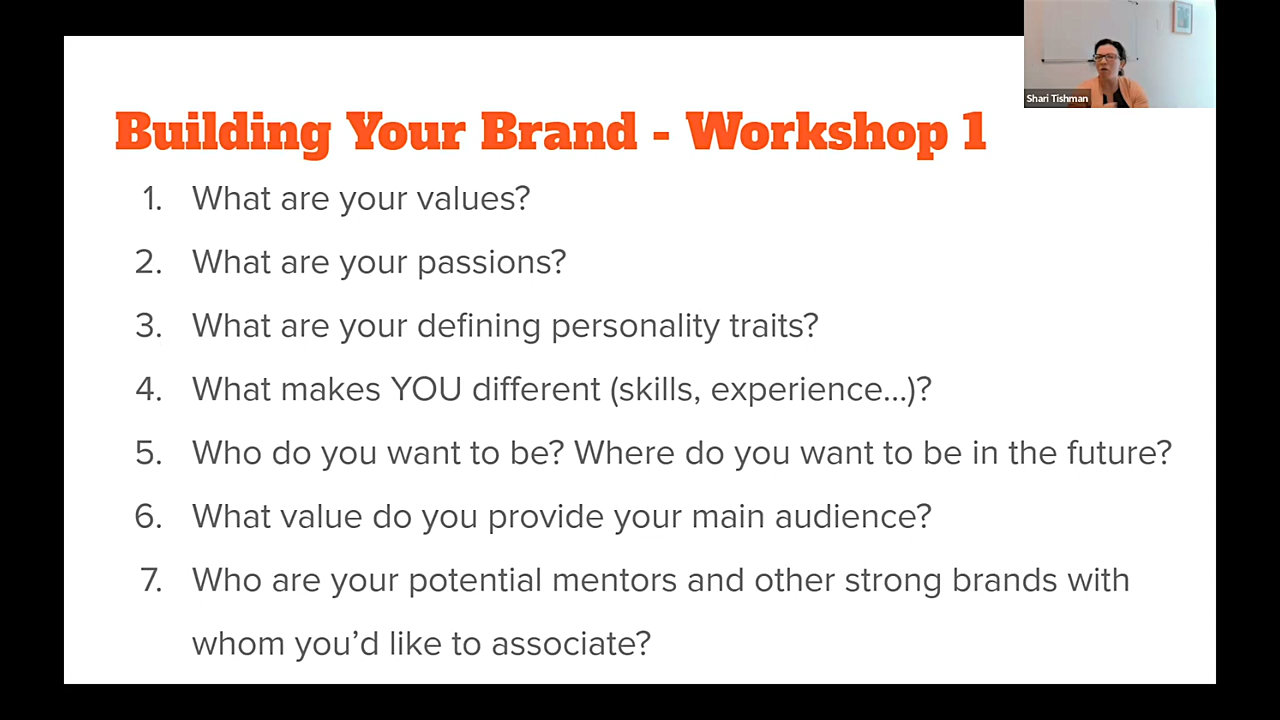 Shari Tishman
Building Your Brand - Workshop 1
1. What are your values?
2. What are your passions?
3. What are your defining personality traits?
4. What makes YOU different (skills, experience...)?
5. Who do you want to be? Where do you want to be in the future?
6. What value do you provide your main audience?
7. Who are your potential mentors and other strong brands with
whom you’d like to associate?